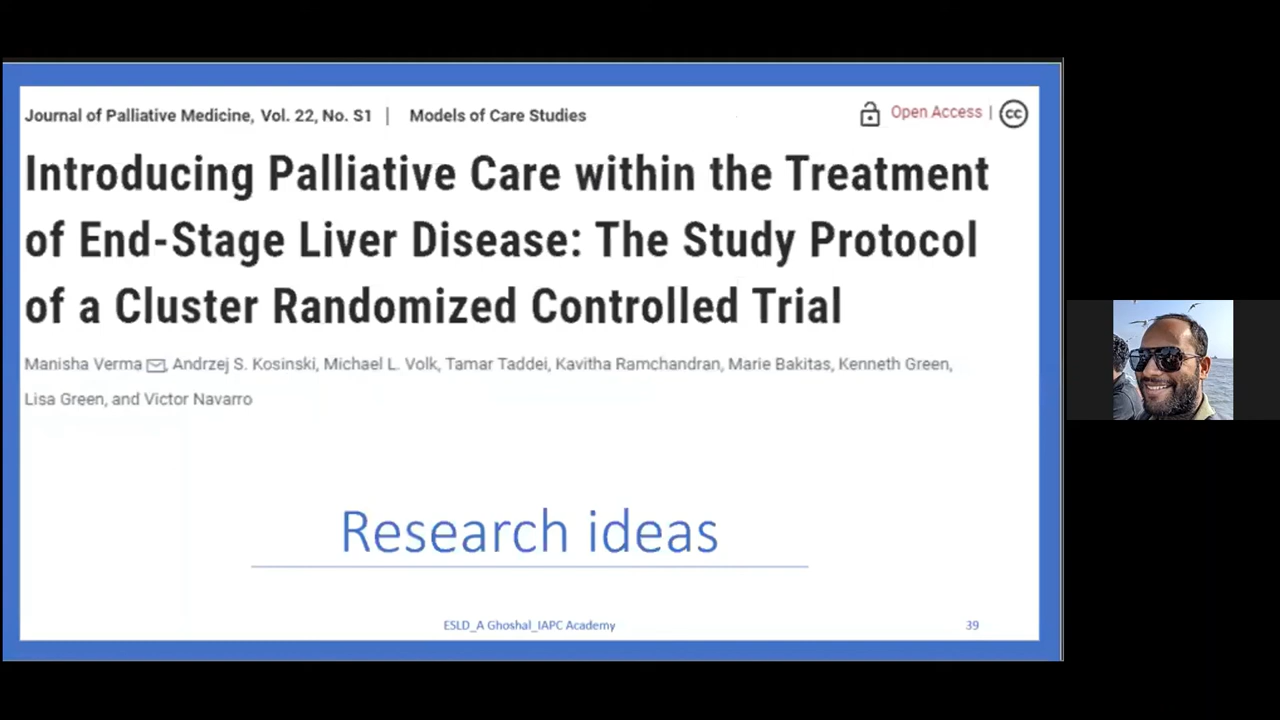 Journal of Palliative Medicine, Vol. 22, No. S1 | Models of Care Studies
Open Access | cc
Introducing Palliative Care within the Treatment
of End-Stage Liver Disease: The Study Protocol
of a Cluster Randomized Controlled Trial
Manisha Verma, Andrzej S. Kosinski, Michael L. Volk, Tamar Taddei, Kavitha Ramchandran, Marie Bakitas, Kenneth Green,
Lisa Green, and Victor Navarro
Research ideas
ESLD_A Ghoshal_IAPC Academy
39